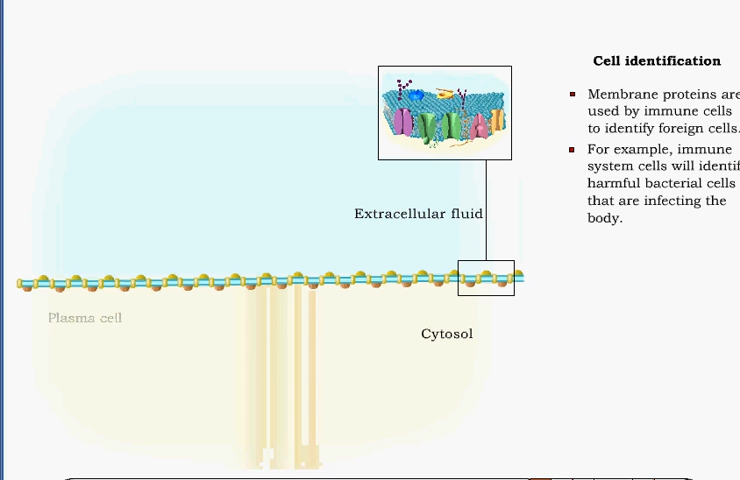 Cell identification
Membrane proteins are
used by immune cells
to identify foreign cells.
For example, immune
system cells will identif
harmful bacterial cells
that are infecting the
body.
Extracellular fluid
Plasma cell
Cytosol